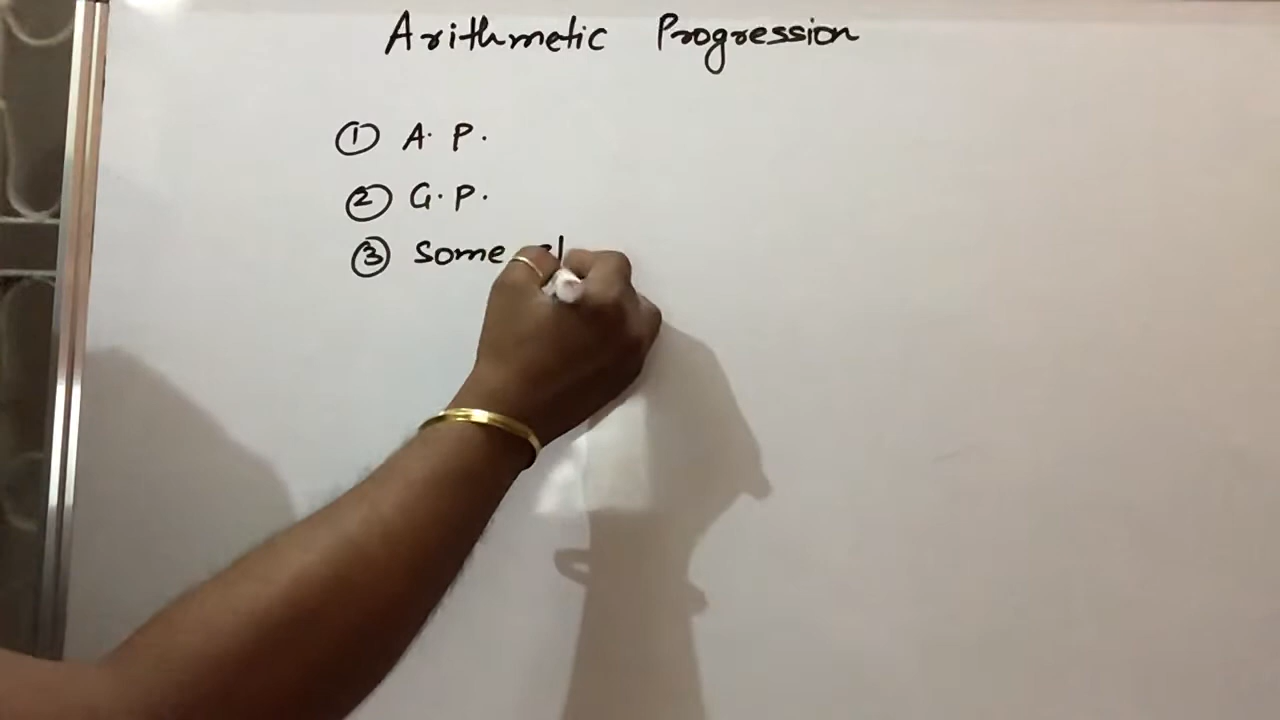 Arithmetic Progression
① A. P.
② G. P.
③ Some